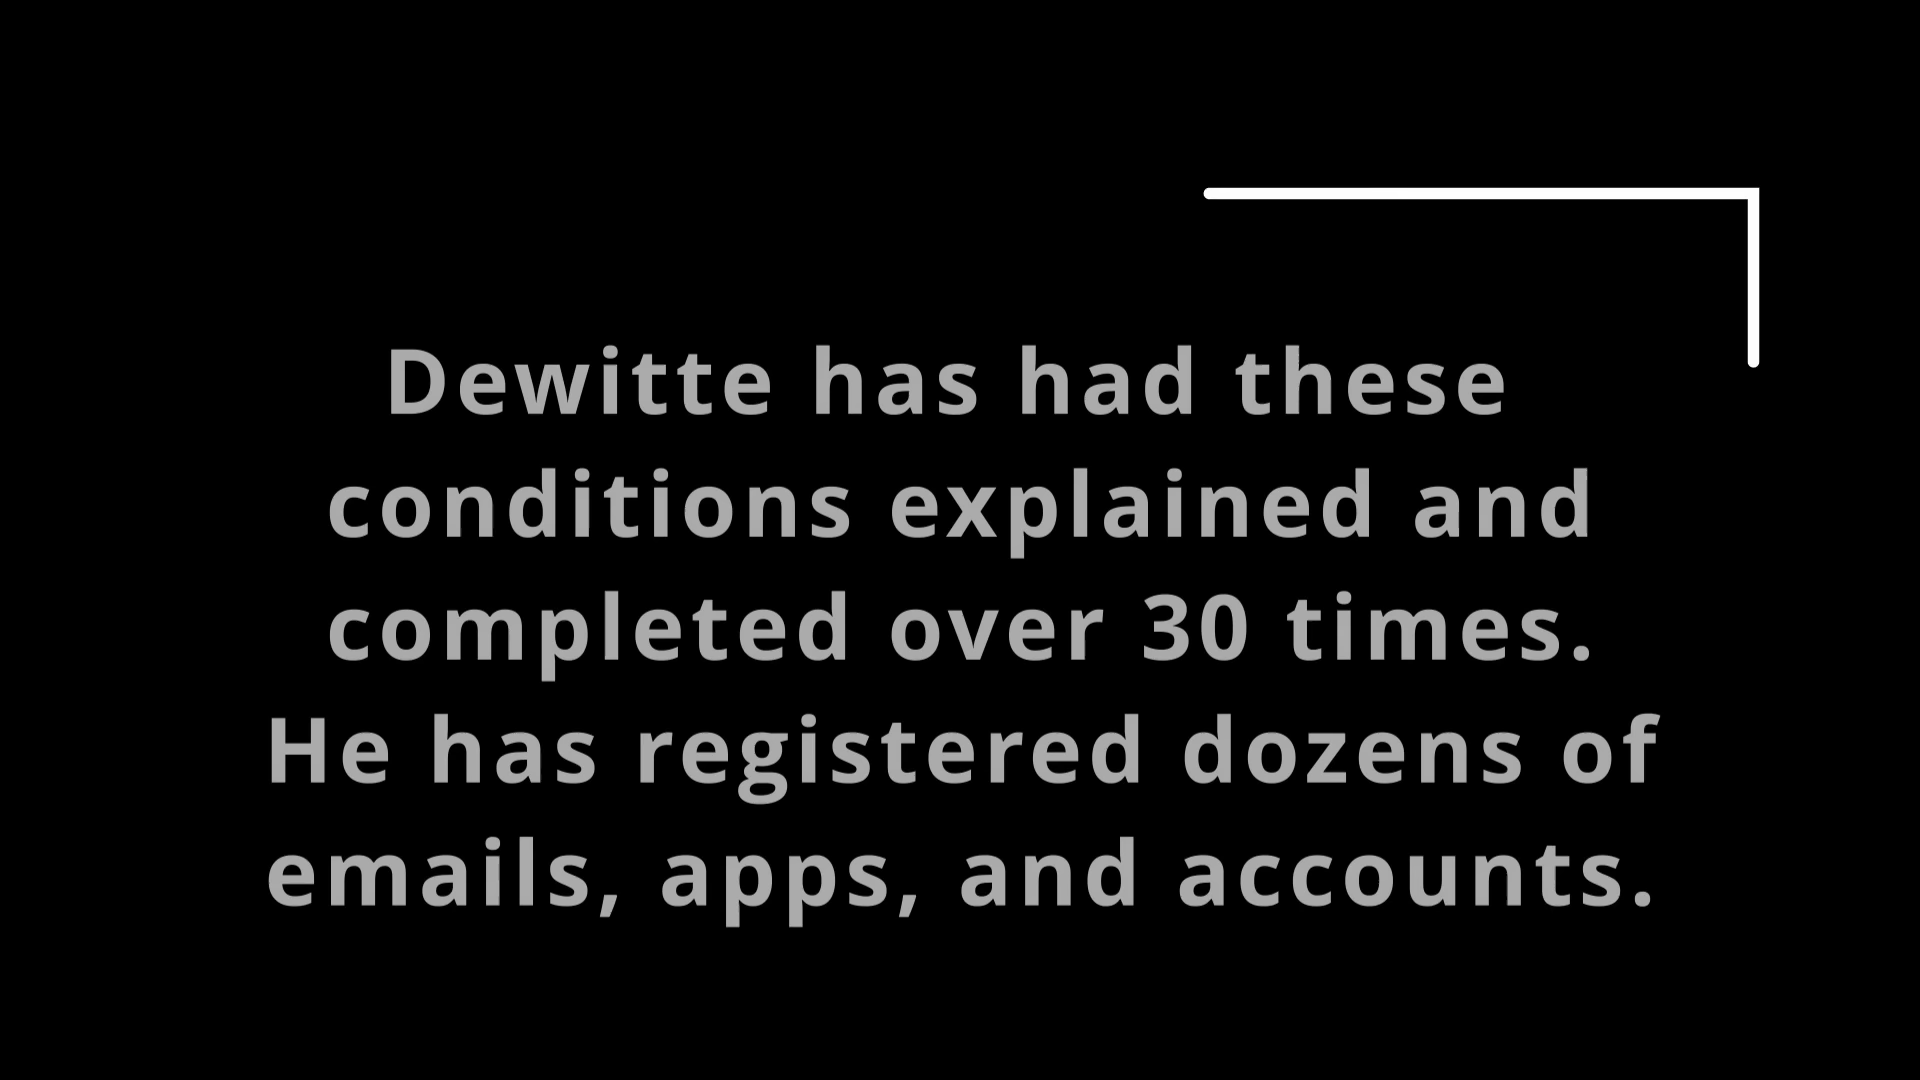 Dewitte has had these
conditions explained and
completed over 30 times.
He has registered dozens of
emails, apps, and accounts.